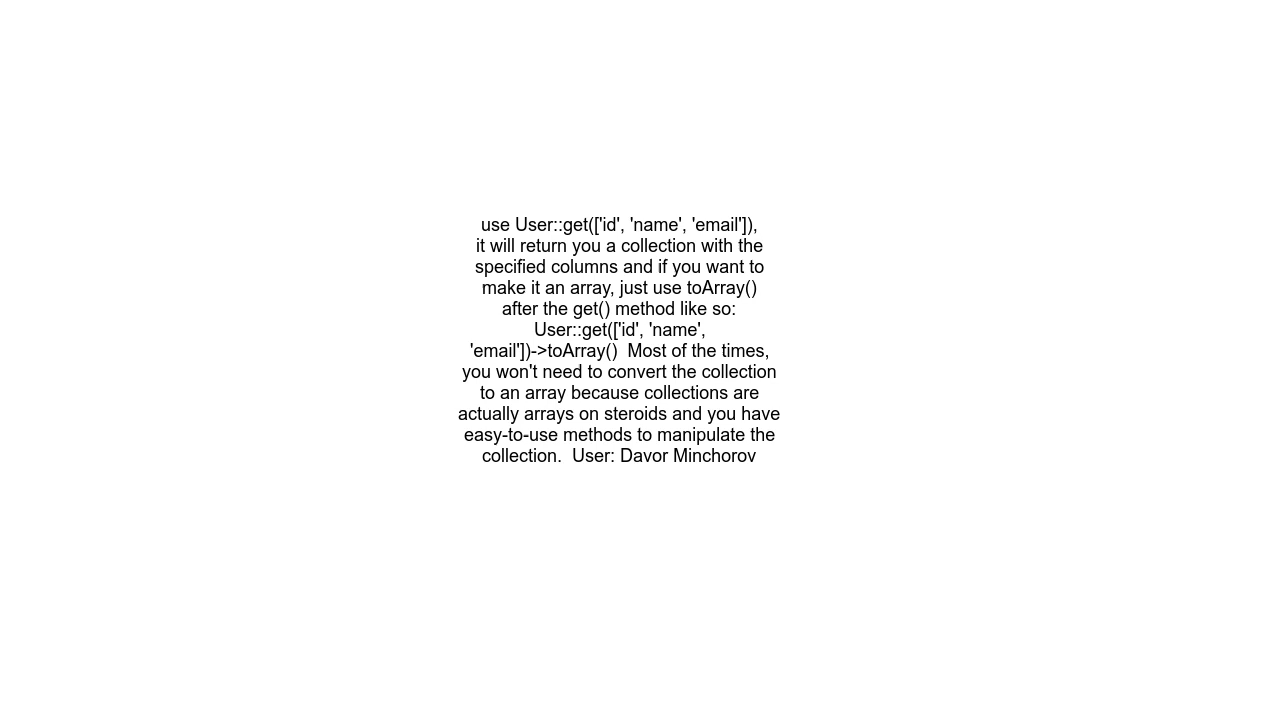 use User::get(['id', 'name', 'email']),
it will return you a collection with the
specified columns and if you want to
make it an array, just use toArray()
after the get() method like so:
User::get(['id', 'name',
'email'])->toArray()  Most of the times,
you won't need to convert the collection
to an array because collections are
actually arrays on steroids and you have
easy-to-use methods to manipulate the
collection.  User: Davor Minchorov